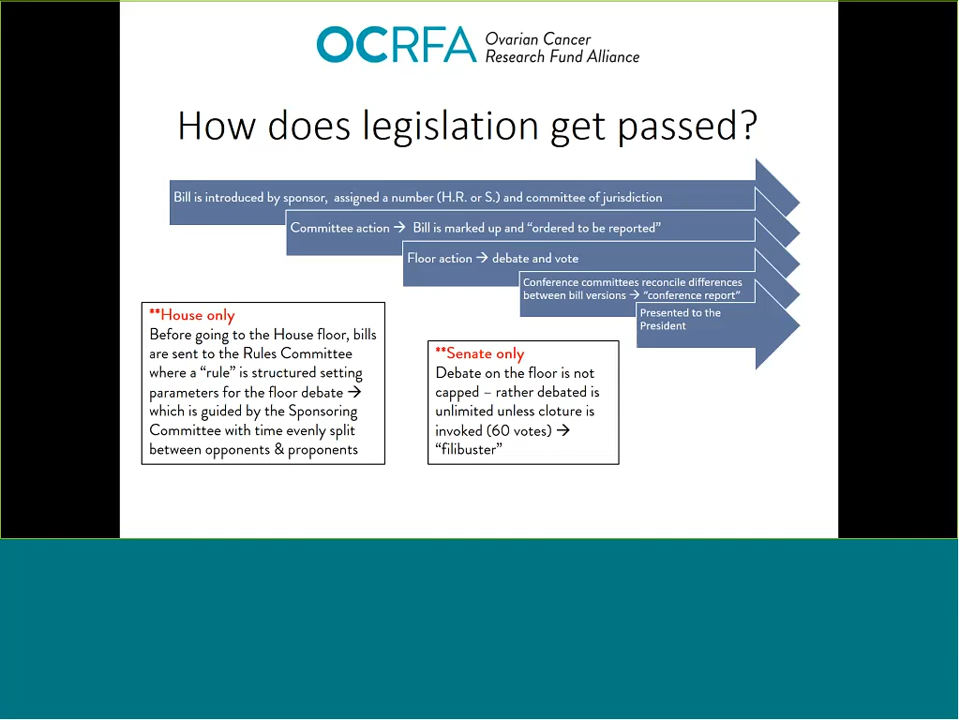 OCRFA Ovarian Cancer
Research Fund Alliance
How does legislation get passed?
Bill is introduced by sponsor, assigned a number (H.R. or S.) and committee of jurisdiction
Committee action → Bill is marked up and “ordered to be reported”
Floor action → debate and vote
Conference committees reconcile differences
between bill versions → “conference report”
Presented to the
President
**House only
Before going to the House floor, bills
are sent to the Rules Committee
where a “rule” is structured setting
parameters for the floor debate →
which is guided by the Sponsoring
Committee with time evenly split
between opponents & proponents
**Senate only
Debate on the floor is not
capped – rather debated is
unlimited unless cloture is
invoked (60 votes) →
“filibuster”